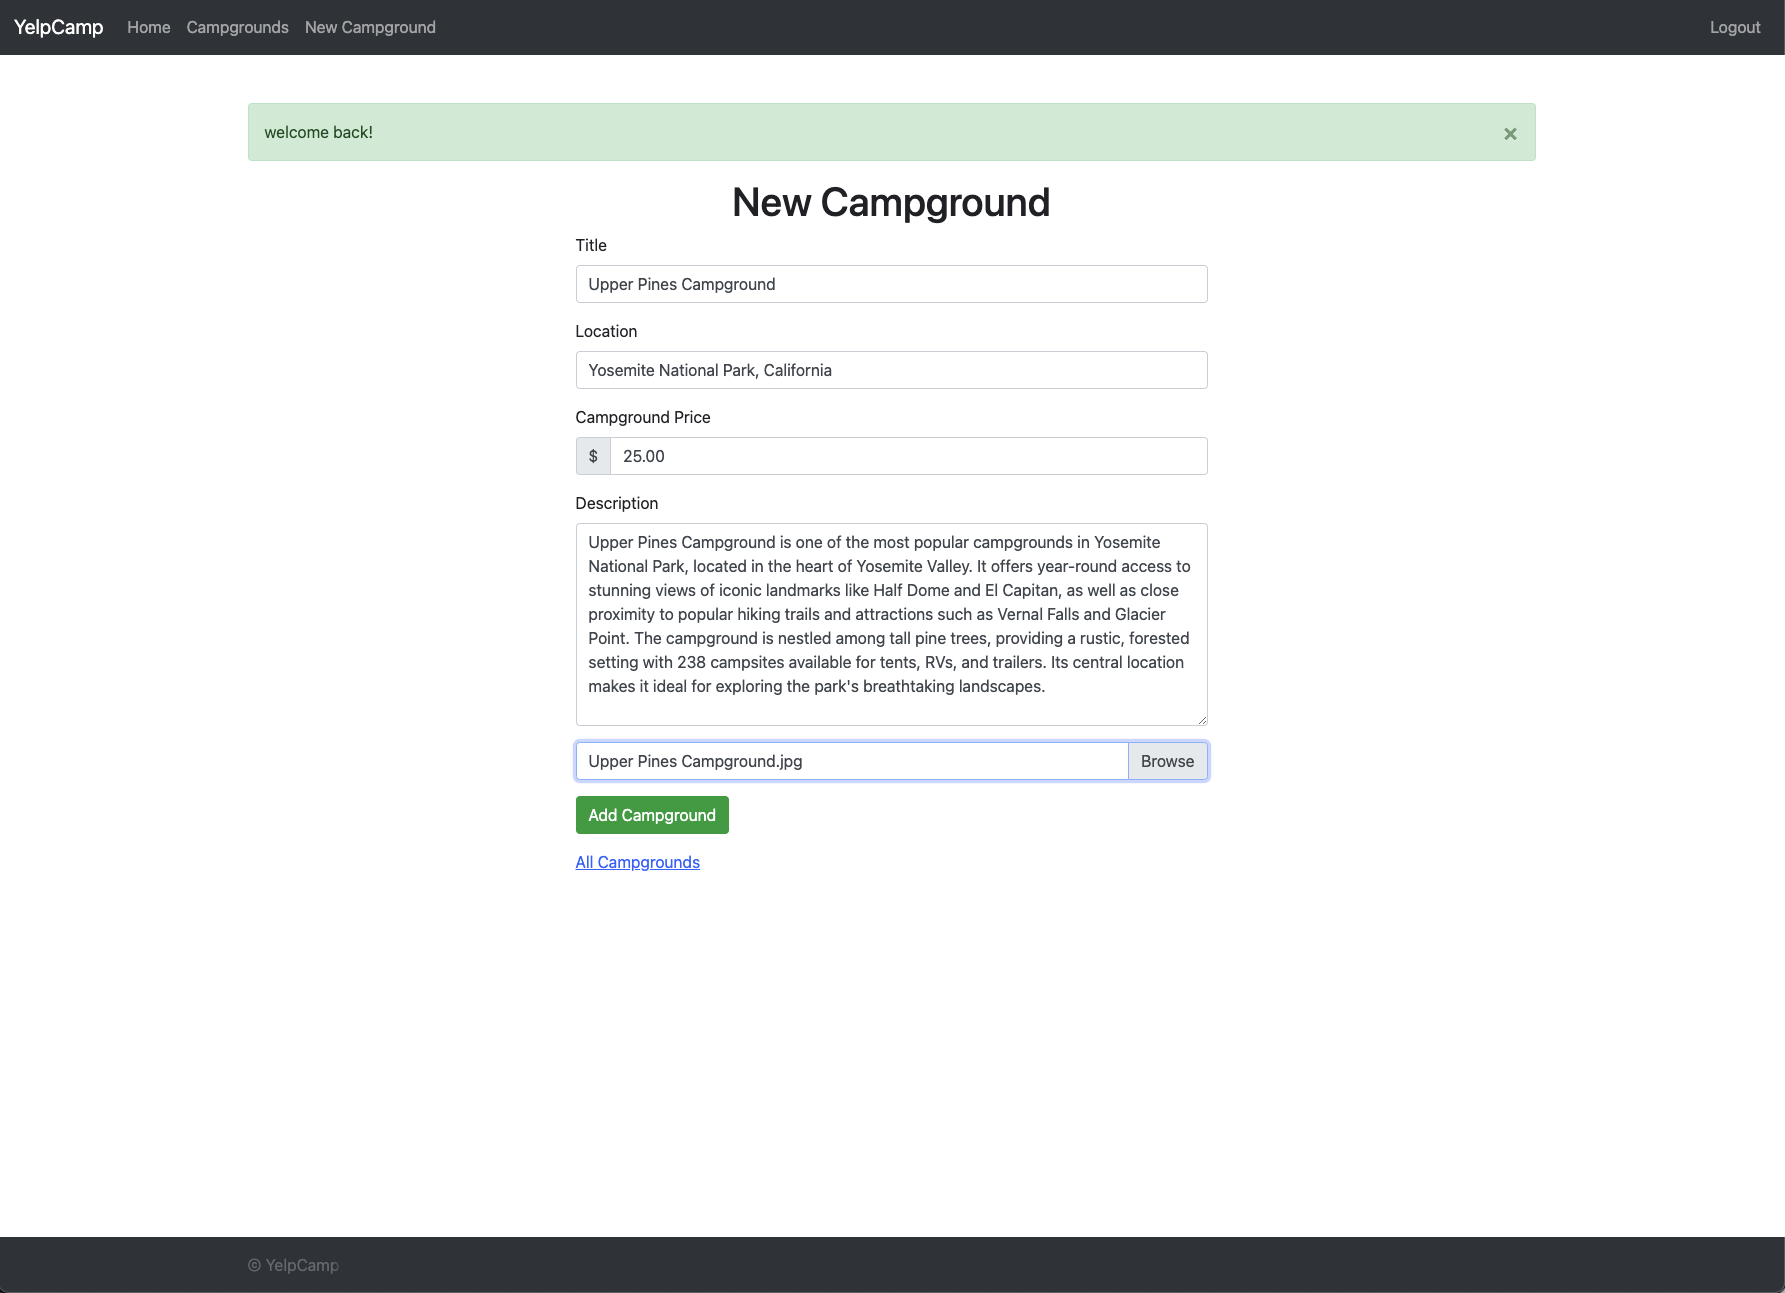 YelpCamp Home Campgrounds New Campground Logout
welcome back! ×
New Campground
Title
Upper Pines Campground
Location
Yosemite National Park, California
Campground Price
$ 25.00
Description
Upper Pines Campground is one of the most popular campgrounds in Yosemite
National Park, located in the heart of Yosemite Valley. It offers year-round access to
stunning views of iconic landmarks like Half Dome and El Capitan, as well as close
proximity to popular hiking trails and attractions such as Vernal Falls and Glacier
Point. The campground is nestled among tall pine trees, providing a rustic, forested
setting with 238 campsites available for tents, RVs, and trailers. Its central location
makes it ideal for exploring the park's breathtaking landscapes.
Upper Pines Campground.jpg Browse
Add Campground
All Campgrounds
© YelpCamp